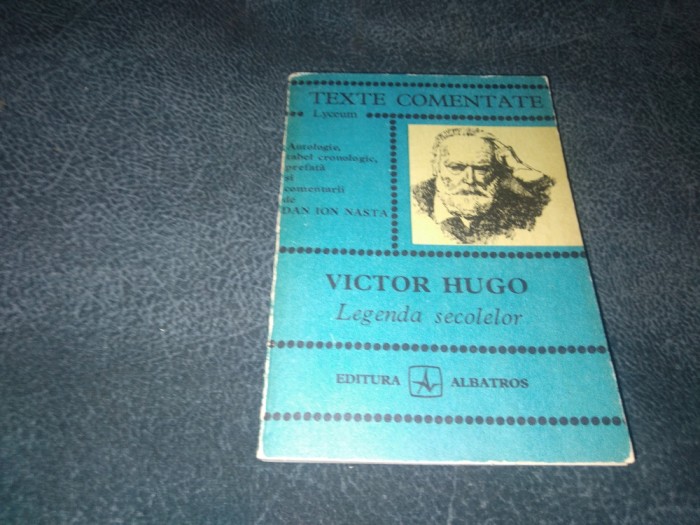 TEXTE COMENTATE
Lyceum
Antologie,
tabel cronologic,
prefață
și
comentarii
de
DAN ION NASTA
VICTOR HUGO
Legenda secolelor
EDITURA ALBATROS